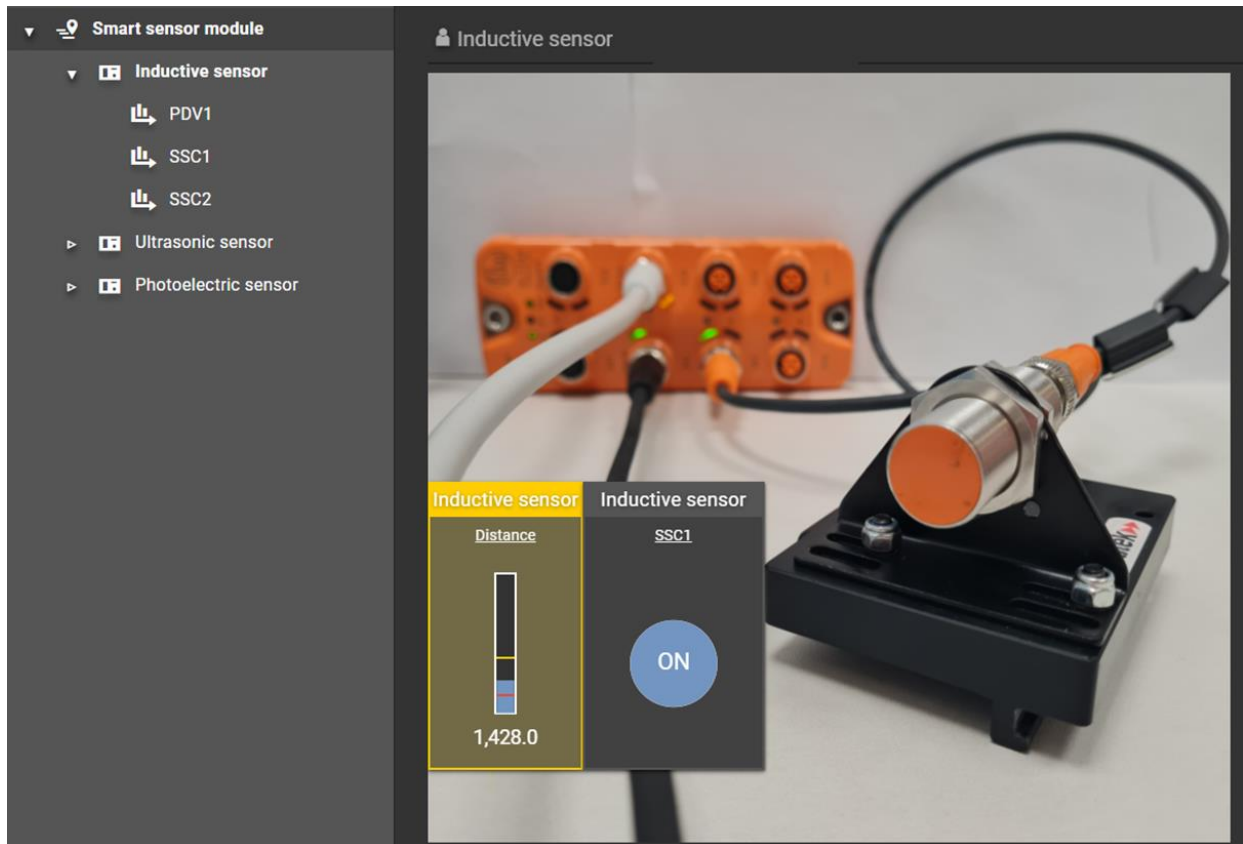 Smart sensor module
Inductive sensor
PDV1
SSC1
SSC2
Ultrasonic sensor
Photoelectric sensor
Inductive sensor
Inductive sensor
Distance
1,428.0
Inductive sensor
SSC1
ON